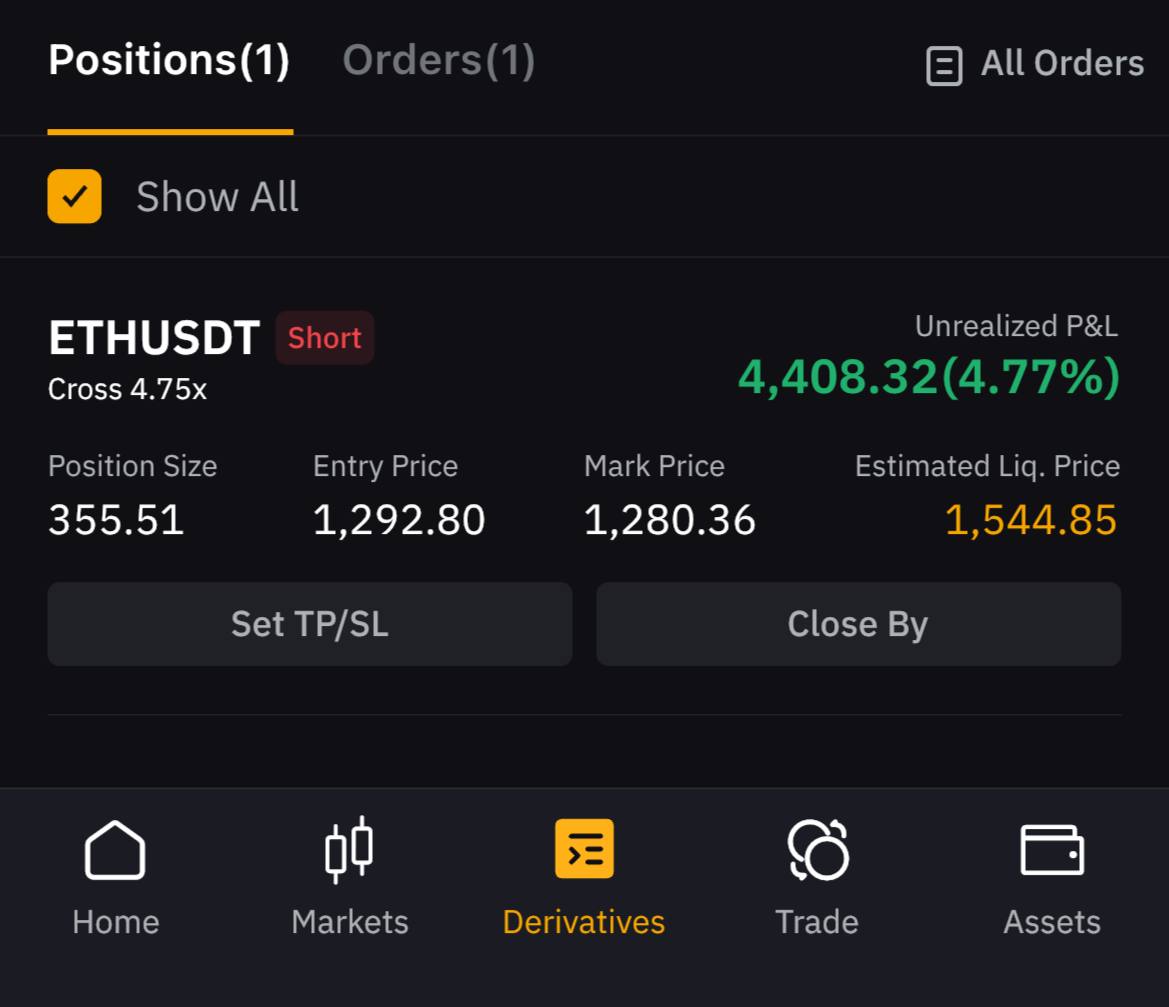 Positions(1) Orders(1) All Orders
Show All
ETHUSDT Short Unrealized P&L
Cross 4.75x 4,408.32(4.77%)
Position Size Entry Price Mark Price Estimated Liq. Price
355.51 1,292.80 1,280.36 1,544.85
Set TP/SL Close By
Home Markets Derivatives Trade Assets